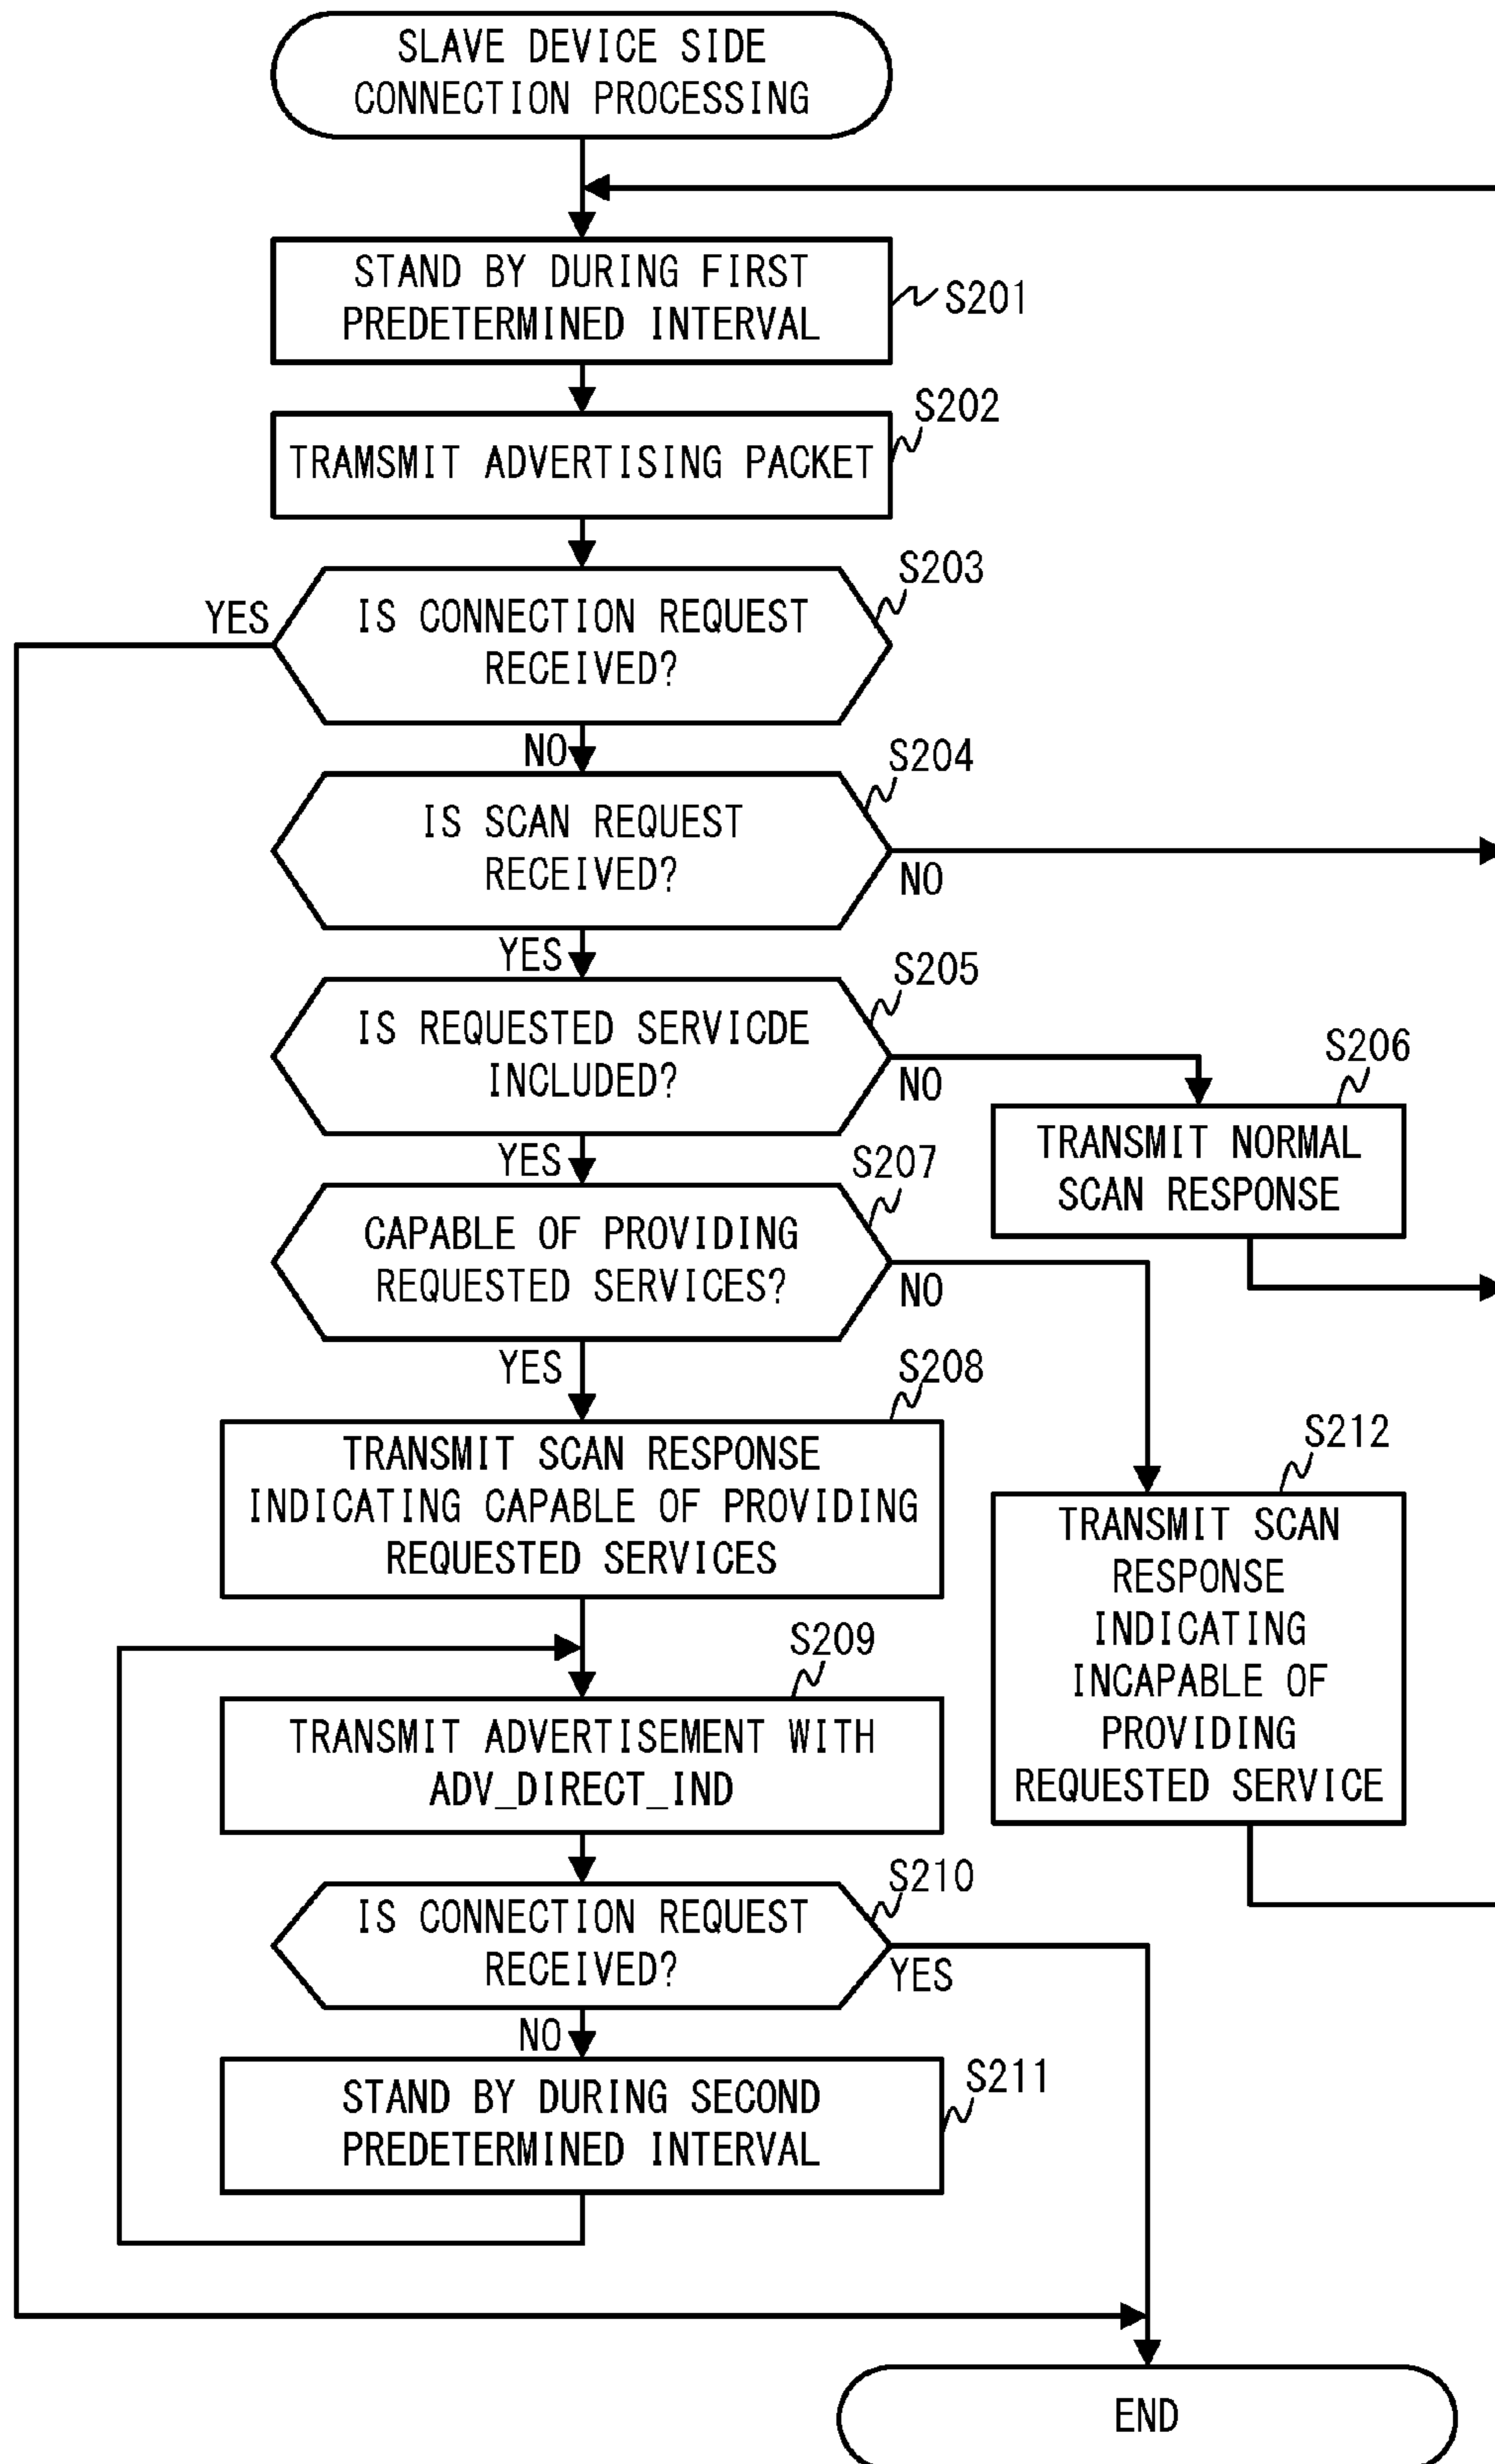 SLAVE DEVICE SIDE
CONNECTION PROCESSING
STAND BY DURING FIRST
PREDETERMINED INTERVAL
S201
S202
TRAMSMIT ADVERTISING PACKET
S203
YES
IS CONNECTION REQUEST
RECEIVED?
NO
S204
IS SCAN REQUEST
RECEIVED?
NO
YES
S205
IS REQUESTED SERVICDE
INCLUDED?
NO
S206
TRANSMIT NORMAL
SCAN RESPONSE
YES
S207
CAPABLE OF PROVIDING
REQUESTED SERVICES?
NO
YES
S208
TRANSMIT SCAN RESPONSE
INDICATING CAPABLE OF PROVIDING
REQUESTED SERVICES
S212
TRANSMIT SCAN
RESPONSE
INDICATING
INCAPABLE OF
PROVIDING
REQUESTED SERVICE
S209
TRANSMIT ADVERTISEMENT WITH
ADV_DIRECT_IND
S210
IS CONNECTION REQUEST
RECEIVED?
YES
NO
S211
STAND BY DURING SECOND
PREDETERMINED INTERVAL
END